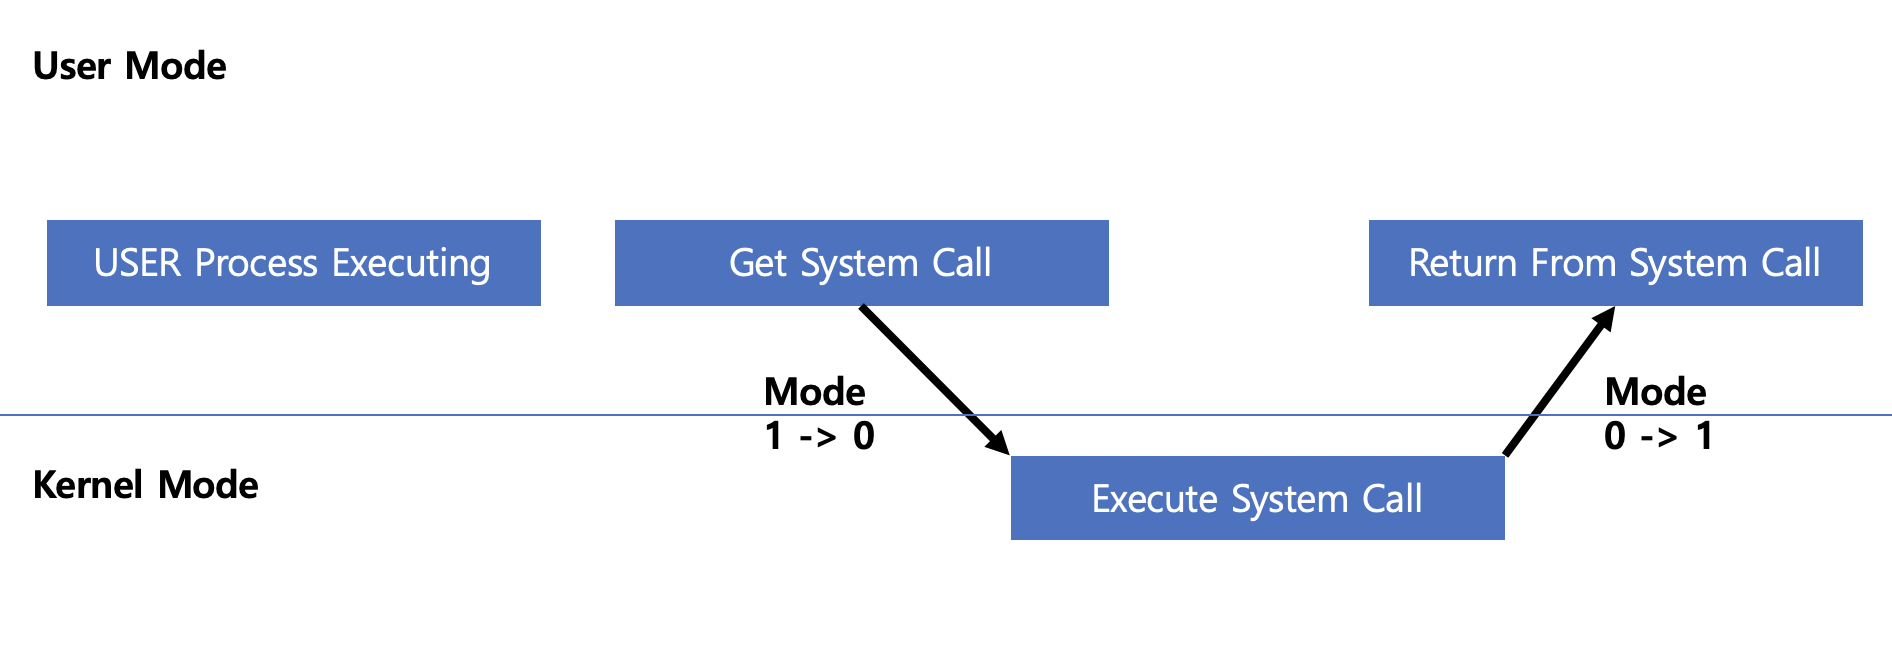 User Mode
USER Process Executing
Get System Call
Return From System Call
Mode
1 -> 0
Mode
0 -> 1
Kernel Mode
Execute System Call